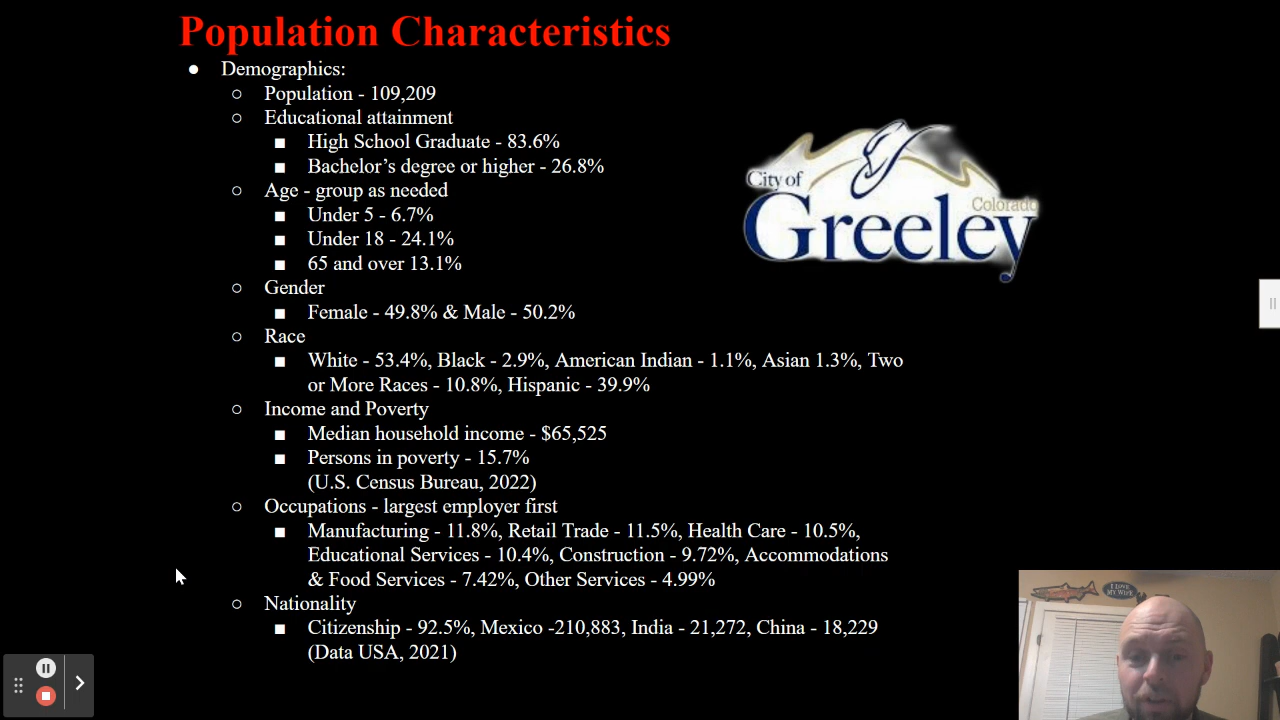 Population Characteristics
● Demographics:
○ Population - 109,209
○ Educational attainment
■ High School Graduate - 83.6%
■ Bachelor’s degree or higher - 26.8%
○ Age - group as needed
■ Under 5 - 6.7%
■ Under 18 - 24.1%
■ 65 and over 13.1%
○ Gender
■ Female - 49.8% & Male - 50.2%
○ Race
■ White - 53.4%, Black - 2.9%, American Indian - 1.1%, Asian 1.3%, Two
or More Races - 10.8%, Hispanic - 39.9%
○ Income and Poverty
■ Median household income - $65,525
■ Persons in poverty - 15.7%
(U.S. Census Bureau, 2022)
○ Occupations - largest employer first
■ Manufacturing - 11.8%, Retail Trade - 11.5%, Health Care - 10.5%,
Educational Services - 10.4%, Construction - 9.72%, Accommodations
& Food Services - 7.42%, Other Services - 4.99%
○ Nationality
■ Citizenship - 92.5%, Mexico -210,883, India - 21,272, China - 18,229
(Data USA, 2021)
City of
Colorado
Greeley
I LOVE
MY WIFE